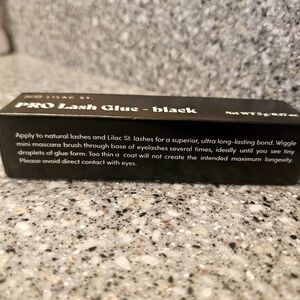 LILAC ST.
PRO Lash Glue - black
Net WT 5g/0.17 oz
Apply to natural lashes and Lilac St. lashes for a superior, ultra long-lasting bond. Wiggle
mini mascara brush through base of eyelashes several times, ideally until you see tiny
droplets of glue form. Too thin a coat will not create the intended maximum longevity.
Please avoid direct contact with eyes.